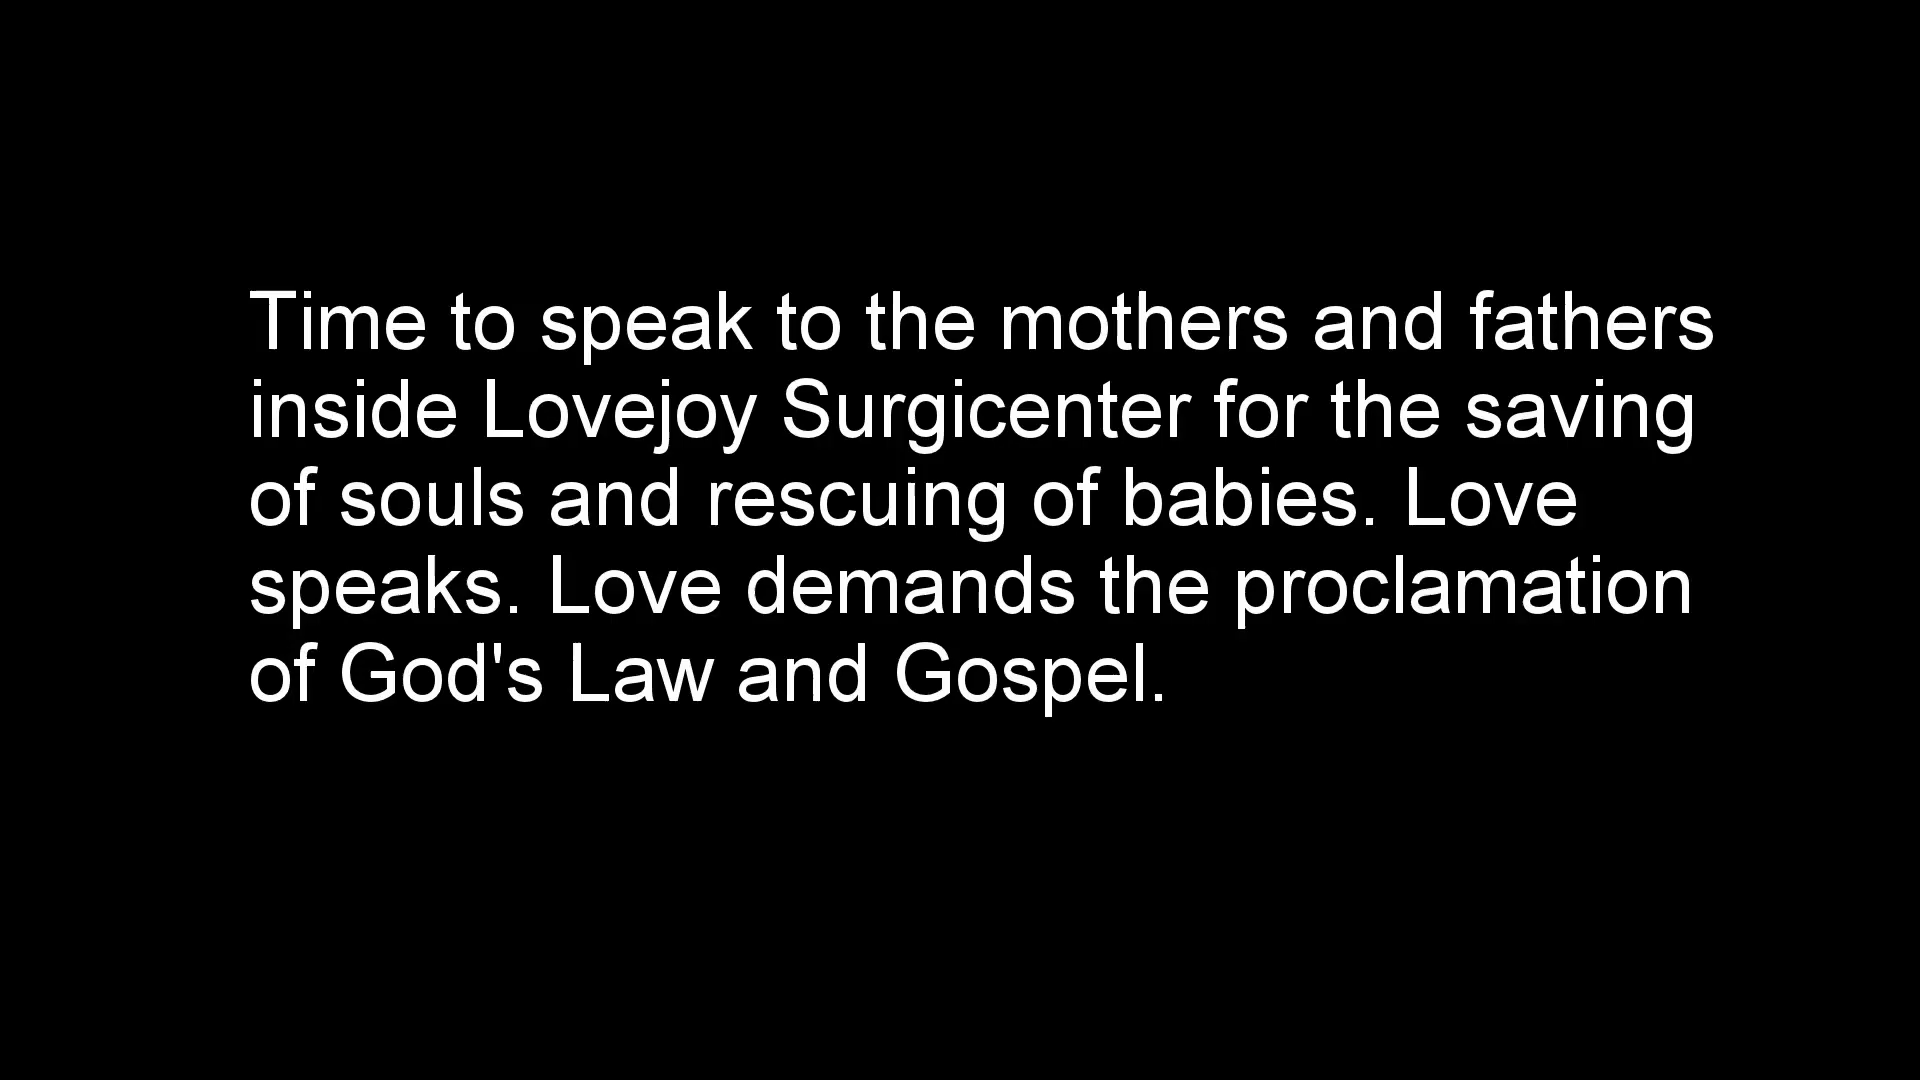 Time to speak to the mothers and fathers
inside Lovejoy Surgicenter for the saving
of souls and rescuing of babies. Love
speaks. Love demands the proclamation
of God's Law and Gospel.